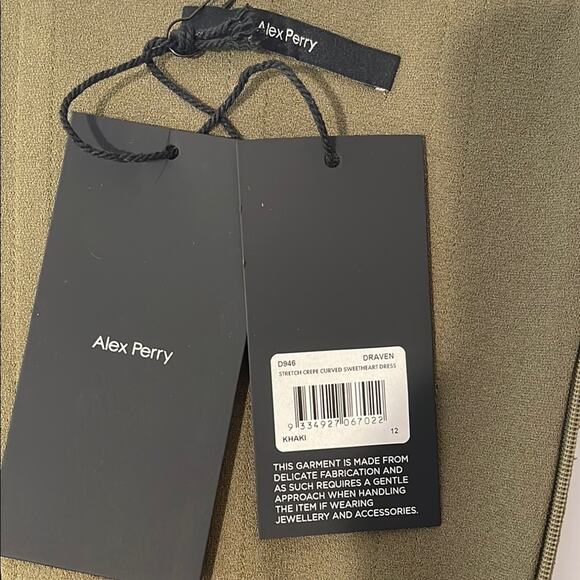 Alex Perry
Alex Perry
D946 DRAVEN
STRETCH CREPE CURVED SWEETHEART DRESS
9 334927 067022
KHAKI 12
THIS GARMENT IS MADE FROM
DELICATE FABRICATION AND
AS SUCH REQUIRES A GENTLE
APPROACH WHEN HANDLING
THE ITEM IF WEARING
JEWELLERY AND ACCESSORIES.